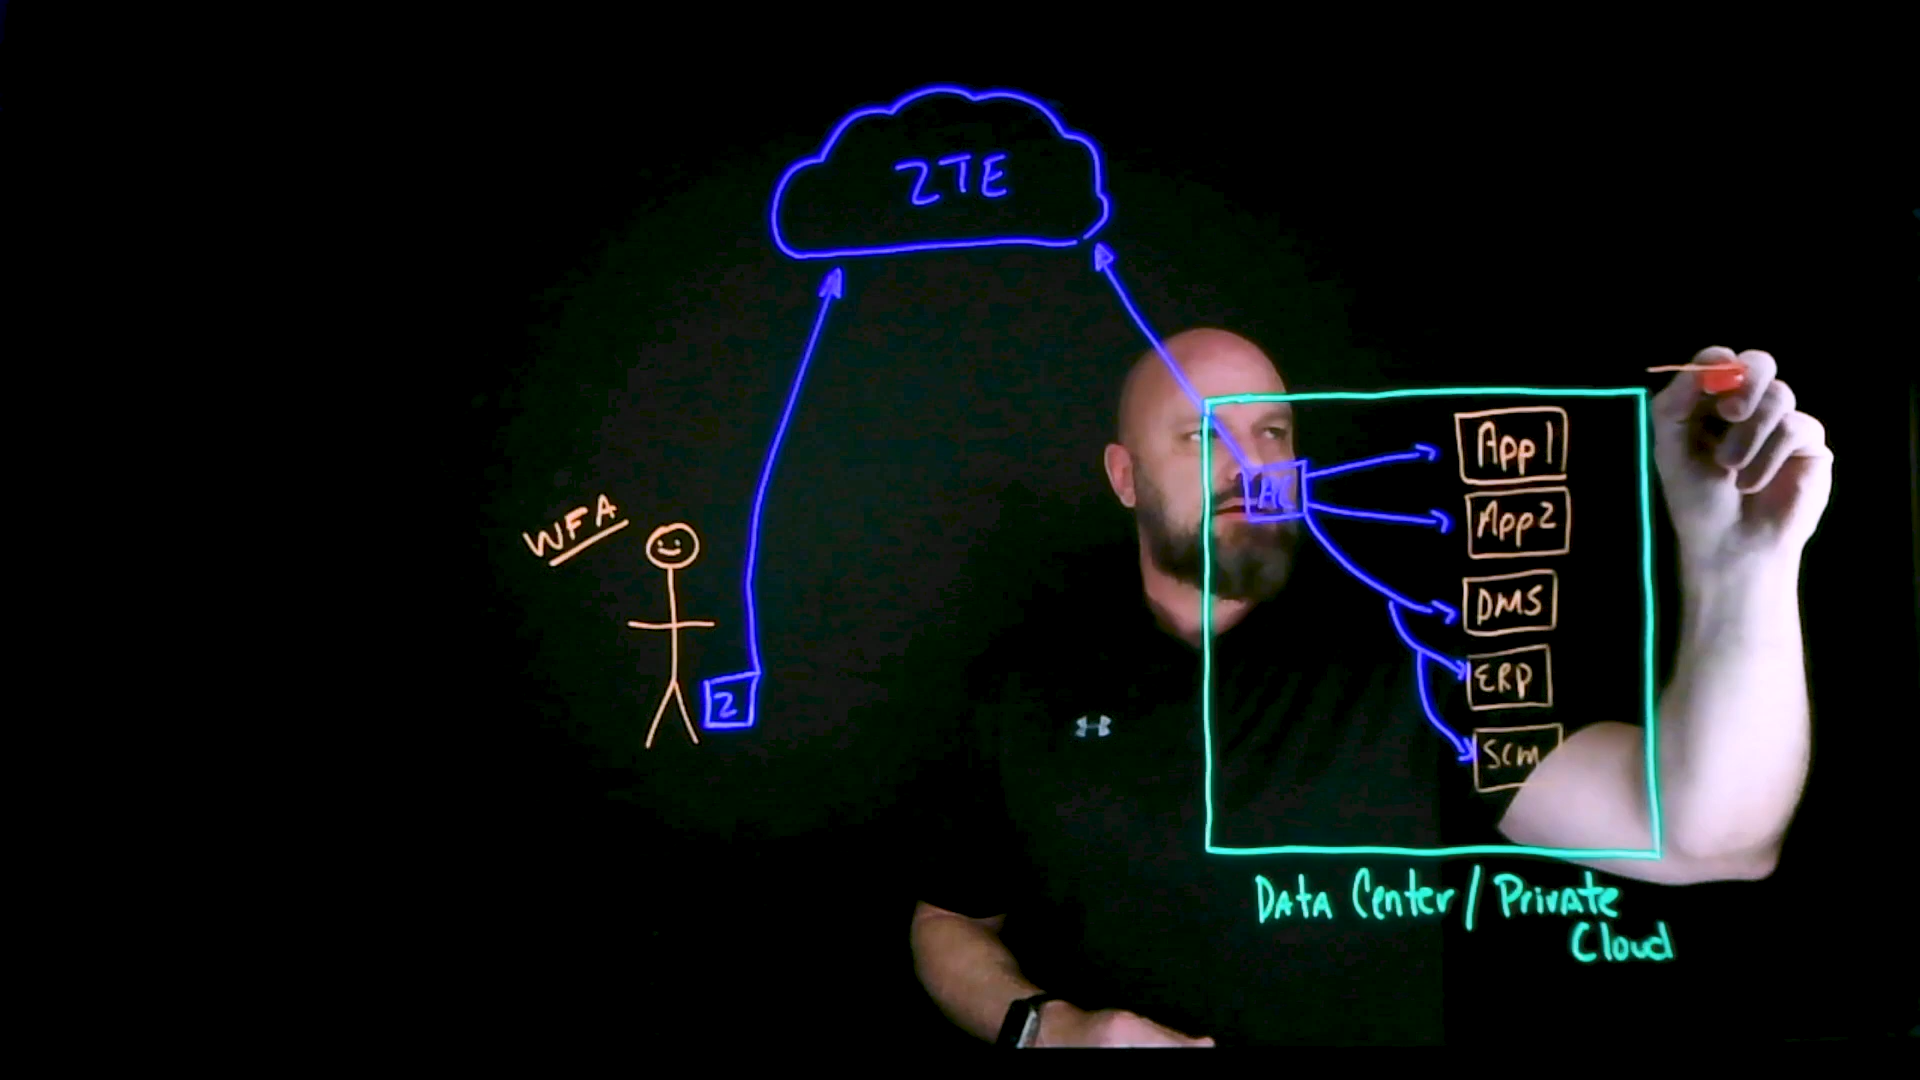 ZTE
WFA
Z
AC
App1
App2
DMS
ERP
SCM
Data Center / Private
Cloud